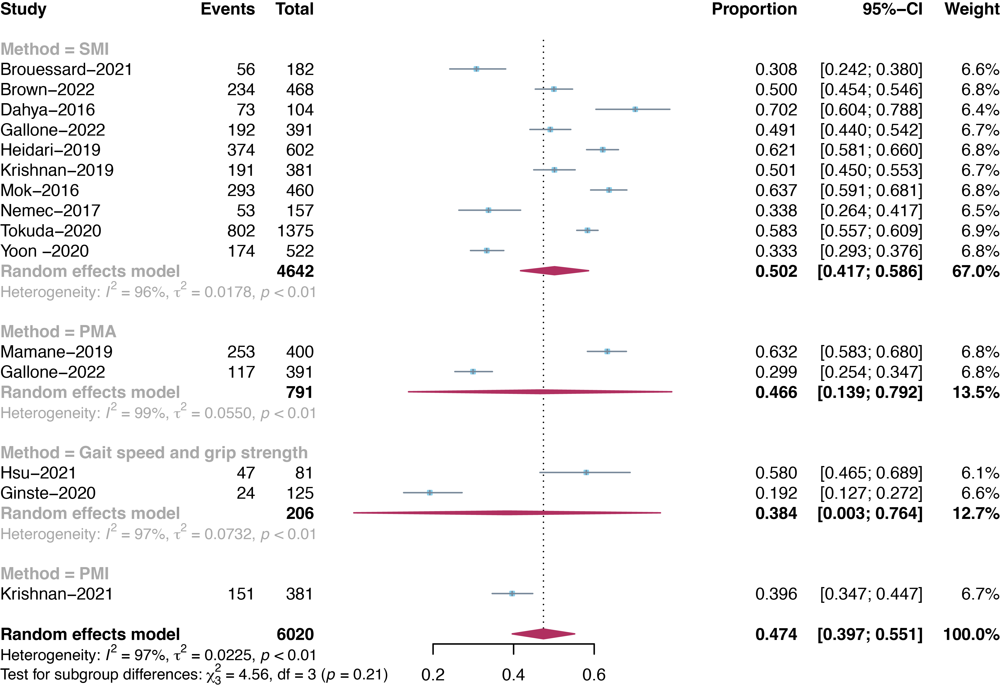 Study Events Total Proportion 95%−CI Weight
Method = SMI
Brouessard−2021 56 182 0.308 [0.242; 0.380] 6.6%
Brown−2022 234 468 0.500 [0.454; 0.546] 6.8%
Dahya−2016 73 104 0.702 [0.604; 0.788] 6.4%
Gallone−2022 192 391 0.491 [0.440; 0.542] 6.7%
Heidari−2019 374 602 0.621 [0.581; 0.660] 6.8%
Krishnan−2019 191 381 0.501 [0.450; 0.553] 6.7%
Mok−2016 293 460 0.637 [0.591; 0.681] 6.8%
Nemec−2017 53 157 0.338 [0.264; 0.417] 6.5%
Tokuda−2020 802 1375 0.583 [0.557; 0.609] 6.9%
Yoon −2020 174 522 0.333 [0.293; 0.376] 6.8%
Random effects model 4642 0.502 [0.417; 0.586] 67.0%
Heterogeneity: I² = 96%, τ² = 0.0178, p < 0.01
Method = PMA
Mamane−2019 253 400 0.632 [0.583; 0.680] 6.8%
Gallone−2022 117 391 0.299 [0.254; 0.347] 6.8%
Random effects model 791 0.466 [0.139; 0.792] 13.5%
Heterogeneity: I² = 99%, τ² = 0.0550, p < 0.01
Method = Gait speed and grip strength
Hsu−2021 47 81 0.580 [0.465; 0.689] 6.1%
Ginste−2020 24 125 0.192 [0.127; 0.272] 6.6%
Random effects model 206 0.384 [0.003; 0.764] 12.7%
Heterogeneity: I² = 97%, τ² = 0.0732, p < 0.01
Method = PMI
Krishnan−2021 151 381 0.396 [0.347; 0.447] 6.7%
Random effects model 6020 0.474 [0.397; 0.551] 100.0%
Heterogeneity: I² = 97%, τ² = 0.0225, p < 0.01
Test for subgroup differences: χ²₃ = 4.56, df = 3 (p = 0.21)
0.2 0.4 0.6